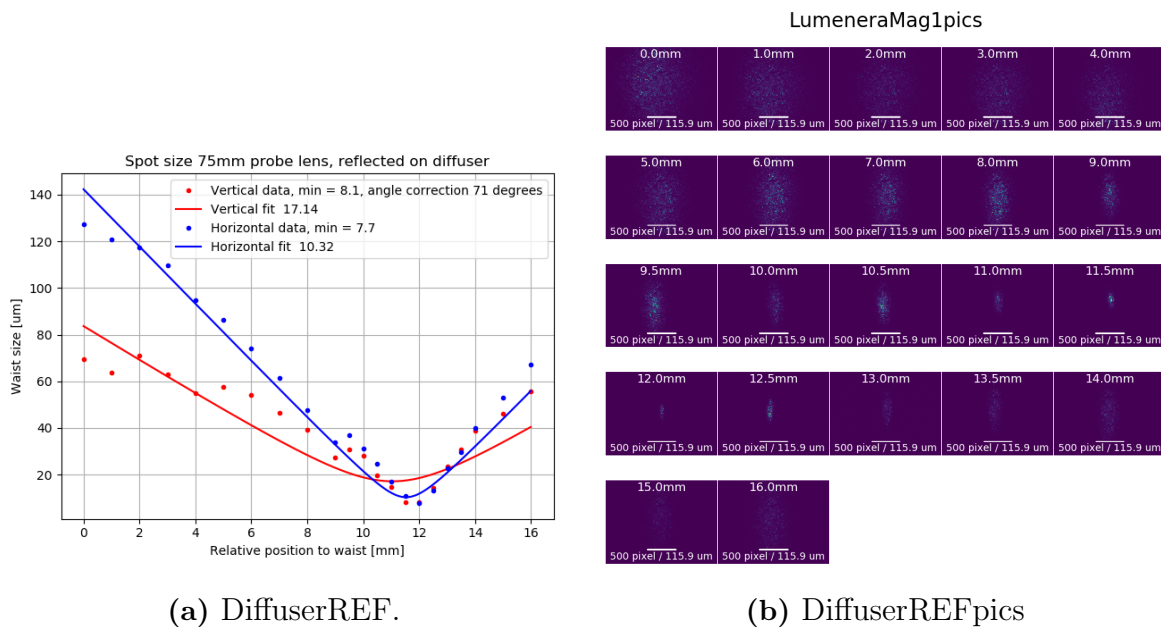 Spot size 75mm probe lens, reflected on diffuser
Vertical data, min = 8.1, angle correction 71 degrees
Vertical fit  17.14
Horizontal data, min = 7.7
Horizontal fit  10.32
Waist size [um]
140
120
100
80
60
40
20
0 2 4 6 8 10 12 14 16
Relative position to waist [mm]
(a) DiffuserREF.
LumeneraMag1pics
0.0mm 1.0mm 2.0mm 3.0mm 4.0mm
500 pixel / 115.9 um 500 pixel / 115.9 um 500 pixel / 115.9 um 500 pixel / 115.9 um 500 pixel / 115.9 um
5.0mm 6.0mm 7.0mm 8.0mm 9.0mm
500 pixel / 115.9 um 500 pixel / 115.9 um 500 pixel / 115.9 um 500 pixel / 115.9 um 500 pixel / 115.9 um
9.5mm 10.0mm 10.5mm 11.0mm 11.5mm
500 pixel / 115.9 um 500 pixel / 115.9 um 500 pixel / 115.9 um 500 pixel / 115.9 um 500 pixel / 115.9 um
12.0mm 12.5mm 13.0mm 13.5mm 14.0mm
500 pixel / 115.9 um 500 pixel / 115.9 um 500 pixel / 115.9 um 500 pixel / 115.9 um 500 pixel / 115.9 um
15.0mm 16.0mm
500 pixel / 115.9 um 500 pixel / 115.9 um
(b) DiffuserREFpics